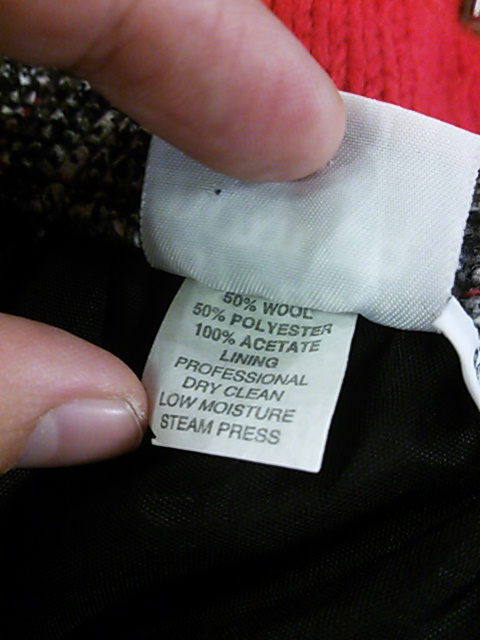 50% WOOL
50% POLYESTER
100% ACETATE
LINING
PROFESSIONAL
DRY CLEAN
LOW MOISTURE
STEAM PRESS